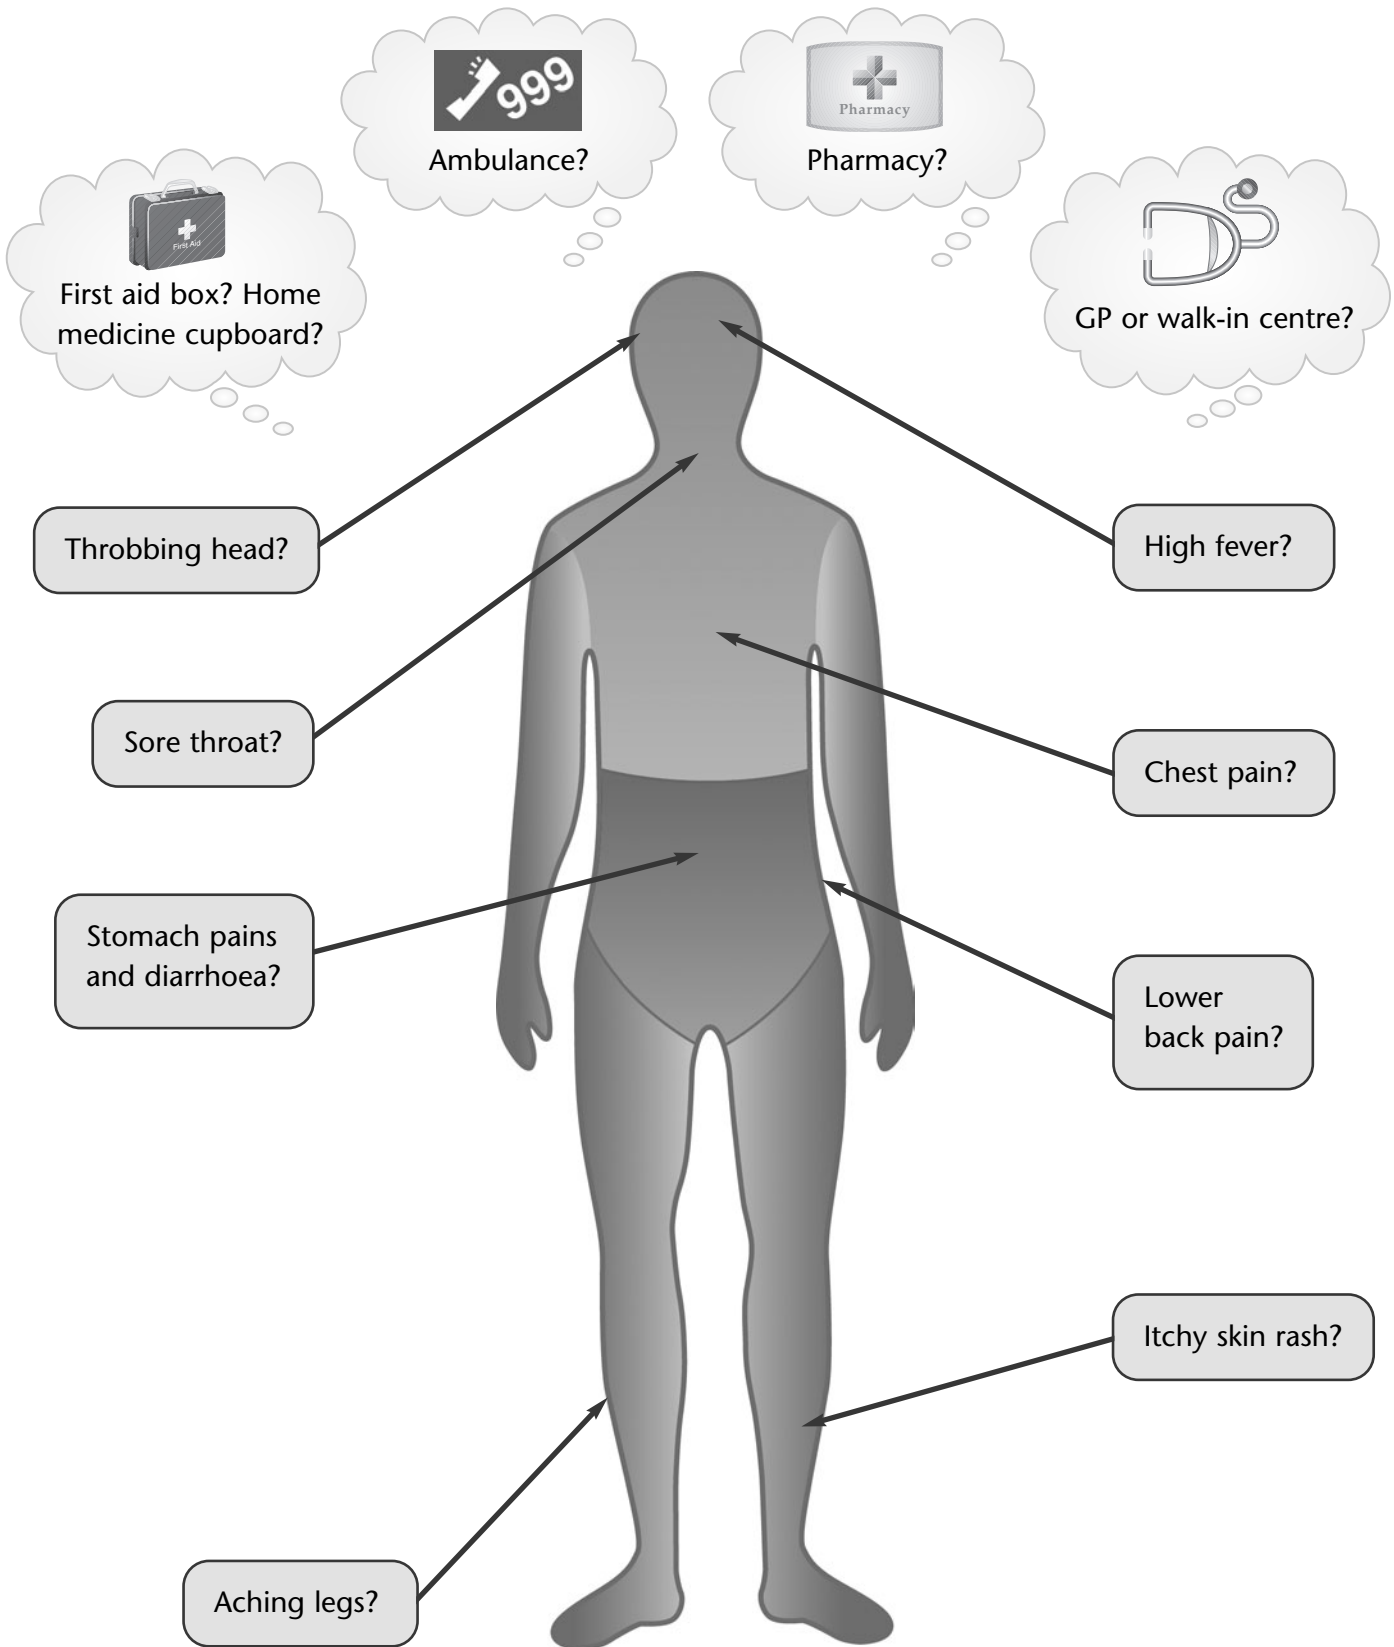 999
Ambulance?
Pharmacy
Pharmacy?
First Aid
First aid box? Home
medicine cupboard?
GP or walk-in centre?
Throbbing head?
High fever?
Sore throat?
Chest pain?
Stomach pains
and diarrhoea?
Lower
back pain?
Itchy skin rash?
Aching legs?